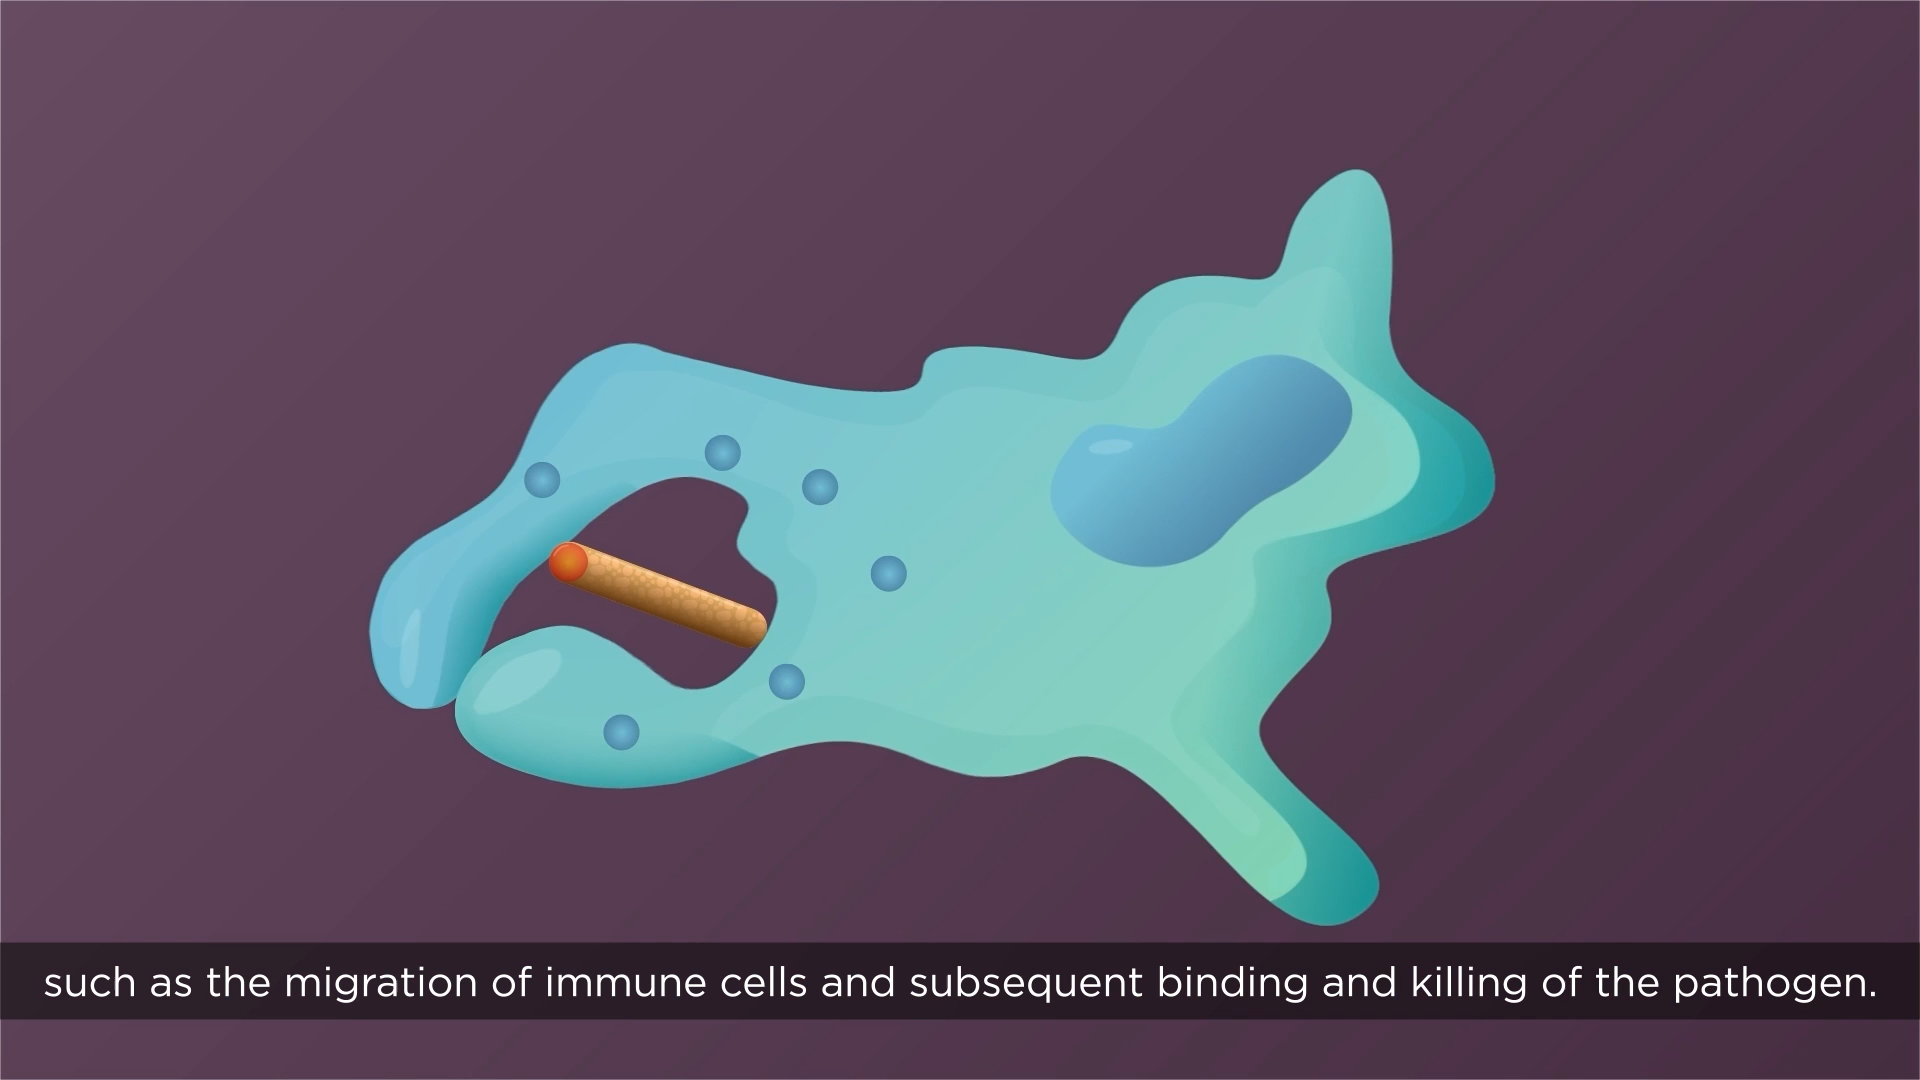 such as the migration of immune cells and subsequent binding and killing of the pathogen.